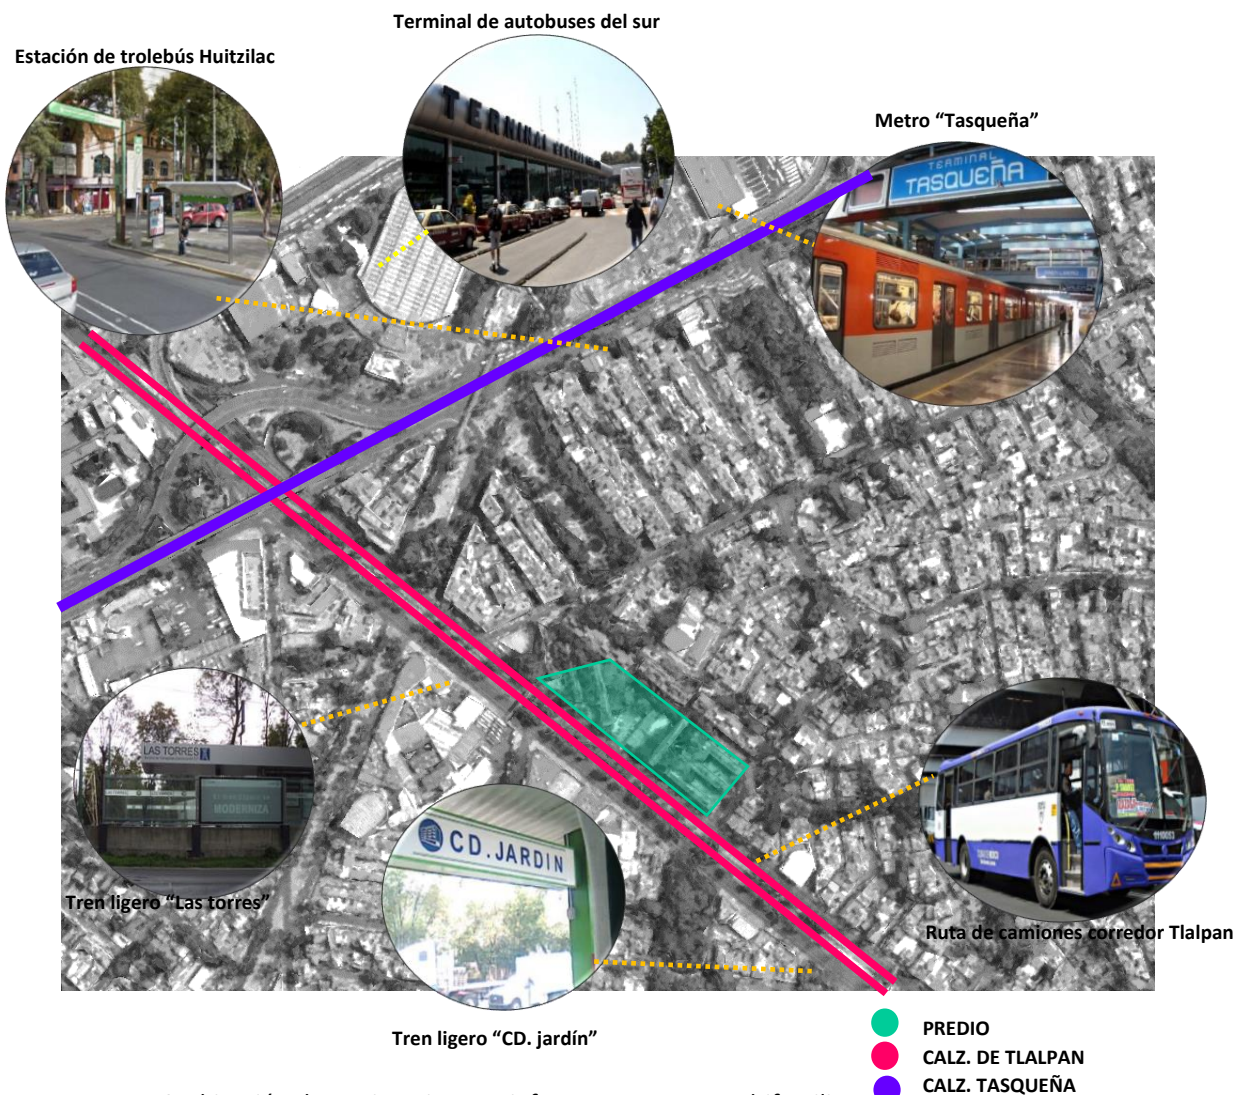 Terminal de autobuses del sur
Estación de trolebús Huitzilac
Metro “Tasqueña”
TERMINAL
TERMINAL
TASQUEÑA
LAS TORRES
MODERNIZA
CD. JARDIN
Tren ligero “Las torres”
Ruta de camiones corredor Tlalpan
Tren ligero “CD. jardín”
PREDIO
CALZ. DE TLALPAN
CALZ. TASQUEÑA